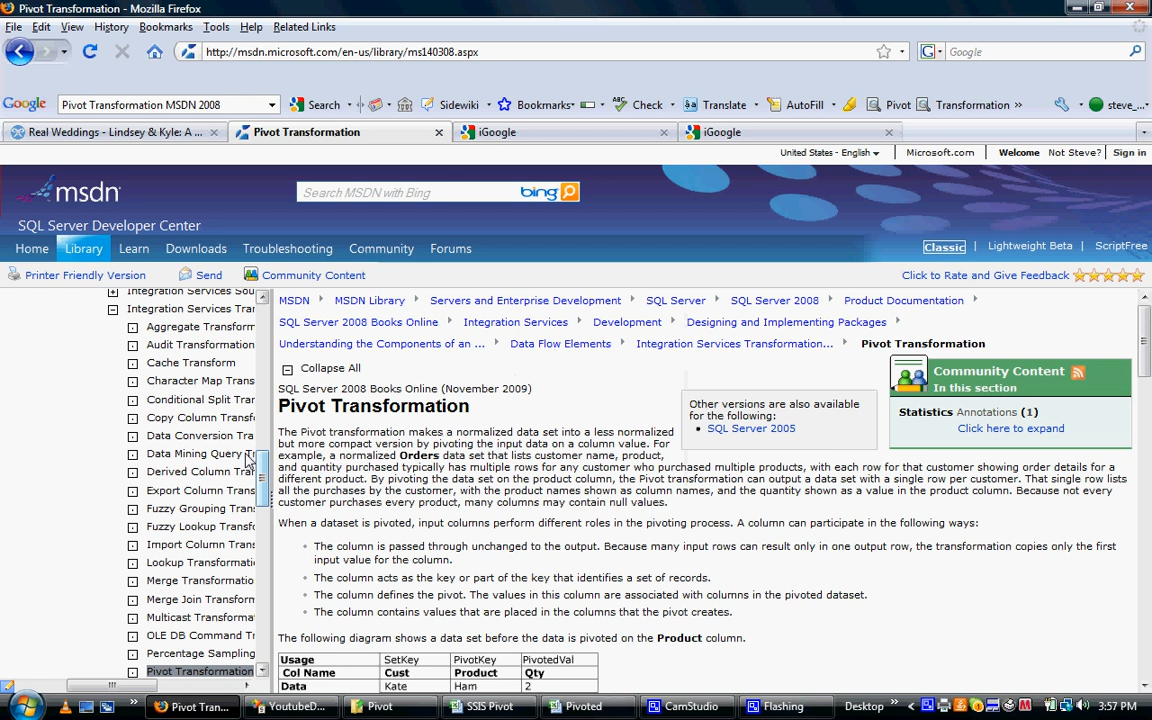 Pivot Transformation - Mozilla Firefox
File Edit View History Bookmarks Tools Help Related Links
http://msdn.microsoft.com/en-us/library/ms140308.aspx
Google
Google Pivot Transformation MSDN 2008 Search Sidewiki Bookmarks Check Translate AutoFill Pivot Transformation steve_...
Real Weddings - Lindsey & Kyle: A ... Pivot Transformation iGoogle iGoogle
United States - English Microsoft.com Welcome Not Steve? Sign in
msdn Search MSDN with Bing bing
SQL Server Developer Center
Home Library Learn Downloads Troubleshooting Community Forums Classic Lightweight Beta ScriptFree
Printer Friendly Version Send Community Content Click to Rate and Give Feedback
Integration Services Sou
Integration Services Tra
Aggregate Transform
Audit Transformation
Cache Transform
Character Map Trans
Conditional Split Tra
Copy Column Transf
Data Conversion Tra
Data Mining Query Tr
Derived Column Tra
Export Column Trans
Fuzzy Grouping Tran
Fuzzy Lookup Transf
Import Column Tran
Lookup Transformati
Merge Transformatio
Merge Join Transfor
Multicast Transforma
OLE DB Command Tr
Percentage Sampling
Pivot Transformation
MSDN MSDN Library Servers and Enterprise Development SQL Server SQL Server 2008 Product Documentation
SQL Server 2008 Books Online Integration Services Development Designing and Implementing Packages
Understanding the Components of an ... Data Flow Elements Integration Services Transformation... Pivot Transformation
Collapse All
SQL Server 2008 Books Online (November 2009)
Pivot Transformation
Other versions are also available
for the following:
SQL Server 2005
Community Content
In this section
Statistics Annotations (1)
Click here to expand
The Pivot transformation makes a normalized data set into a less normalized
but more compact version by pivoting the input data on a column value. For
example, a normalized Orders data set that lists customer name, product,
and quantity purchased typically has multiple rows for any customer who purchased multiple products, with each row for that customer showing order details for a
different product. By pivoting the data set on the product column, the Pivot transformation can output a data set with a single row per customer. That single row lists
all the purchases by the customer, with the product names shown as column names, and the quantity shown as a value in the product column. Because not every
customer purchases every product, many columns may contain null values.
When a dataset is pivoted, input columns perform different roles in the pivoting process. A column can participate in the following ways:
The column is passed through unchanged to the output. Because many input rows can result only in one output row, the transformation copies only the first
input value for the column.
The column acts as the key or part of the key that identifies a set of records.
The column defines the pivot. The values in this column are associated with columns in the pivoted dataset.
The column contains values that are placed in the columns that the pivot creates.
The following diagram shows a data set before the data is pivoted on the Product column.
Usage SetKey PivotKey PivotedVal
Col Name Cust Product Qty
Data Kate Ham 2
Pivot Tran... YoutubeD... Pivot SSIS Pivot Pivoted CamStudio Flashing Desktop 3:57 PM